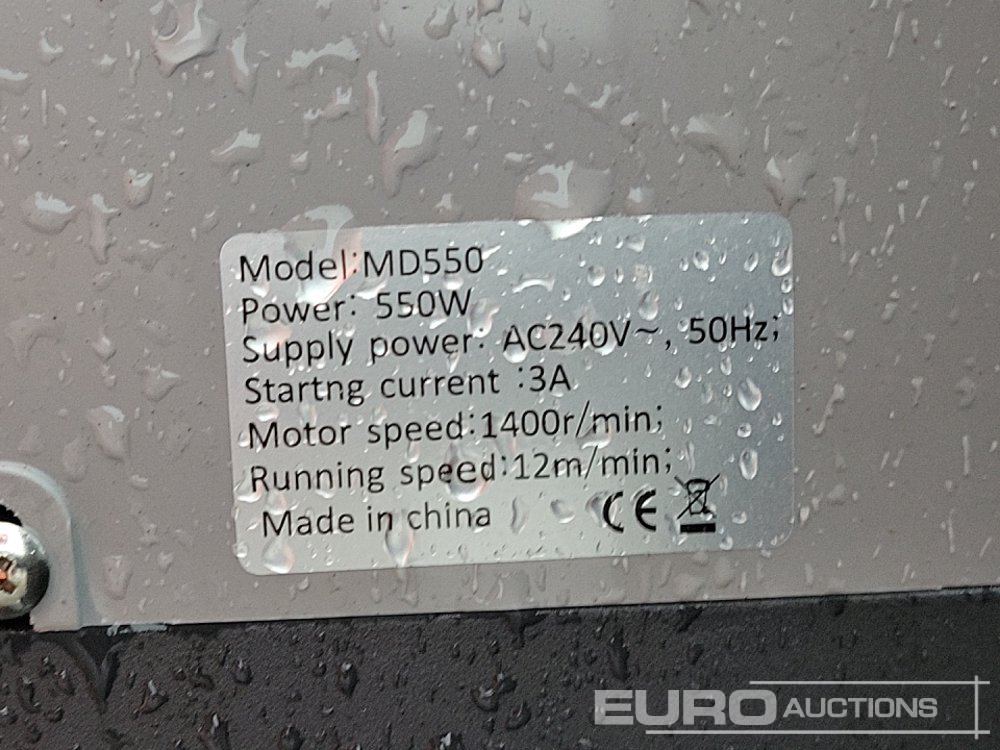 Model:MD550
Power: 550W
Supply power: AC240V~, 50Hz;
Startng current :3A
Motor speed:1400r/min;
Running speed:12m/min;
Made in china CE
EURO AUCTIONS